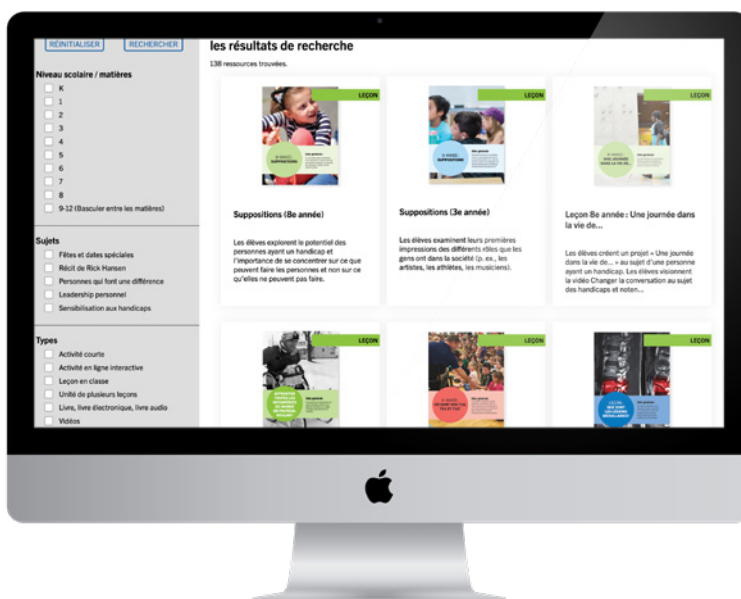 RÉINITIALISER
RECHERCHER
Niveau scolaire / matières
K
1
2
3
4
5
6
7
8
9-12 (Basculer entre les matières)
Sujets
Fêtes et dates spéciales
Récit de Rick Hansen
Personnes qui font une différence
Leadership personnel
Sensibilisation aux handicaps
Types
Activité courte
Activité en ligne interactive
Leçon en classe
Unité de plusieurs leçons
Livre, livre électronique, livre audio
Vidéos
les résultats de recherche
138 ressources trouvées.
LEÇON
SUPPOSITIONS
Suppositions (8e année)
Les élèves explorent le potentiel des
personnes ayant un handicap et
l'importance de se concentrer sur ce que
peuvent faire les personnes et non sur ce
qu'elles ne peuvent pas faire.
LEÇON
SUPPOSITIONS
Suppositions (3e année)
Les élèves examinent leurs premières
impressions des différents rôles que les
gens ont dans la société (p. ex., les
artistes, les athlètes, les musiciens).
LEÇON
Leçon 8e année : Une journée dans
la vie de...
Les élèves créent un projet « Une journée
dans la vie de... » au sujet d'une personne
ayant un handicap. Les élèves visionnent
la vidéo Changer la conversation au sujet
des handicaps et noten...
LEÇON
LEÇON
LEÇON